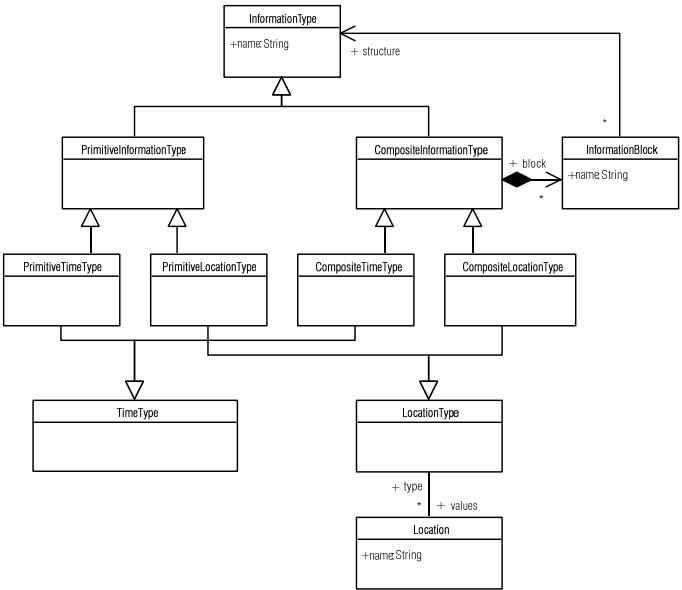 InformationType
+name: String
+ structure
*
PrimitiveInformationType
CompositeInformationType
+ block
*
InformationBlock
+name: String
PrimitiveTimeType
PrimitiveLocationType
CompositeTimeType
CompositeLocationType
TimeType
LocationType
+ type
* + values
Location
+name: String